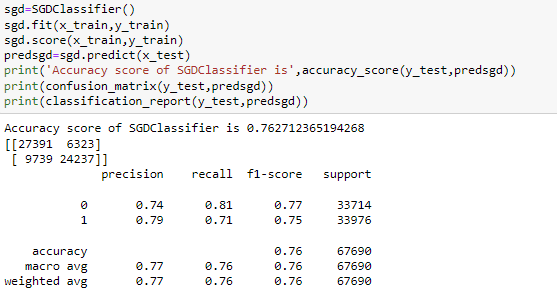 sgd=SGDClassifier()
sgd.fit(x_train,y_train)
sgd.score(x_train,y_train)
predsgd=sgd.predict(x_test)
print('Accuracy score of SGDClassifier is',accuracy_score(y_test,predsgd))
print(confusion_matrix(y_test,predsgd))
print(classification_report(y_test,predsgd))
Accuracy score of SGDClassifier is 0.762712365194268
[[27391  6323]
 [ 9739 24237]]
              precision    recall  f1-score   support
           0       0.74      0.81      0.77     33714
           1       0.79      0.71      0.75     33976
    accuracy                           0.76     67690
   macro avg       0.77      0.76      0.76     67690
weighted avg       0.77      0.76      0.76     67690